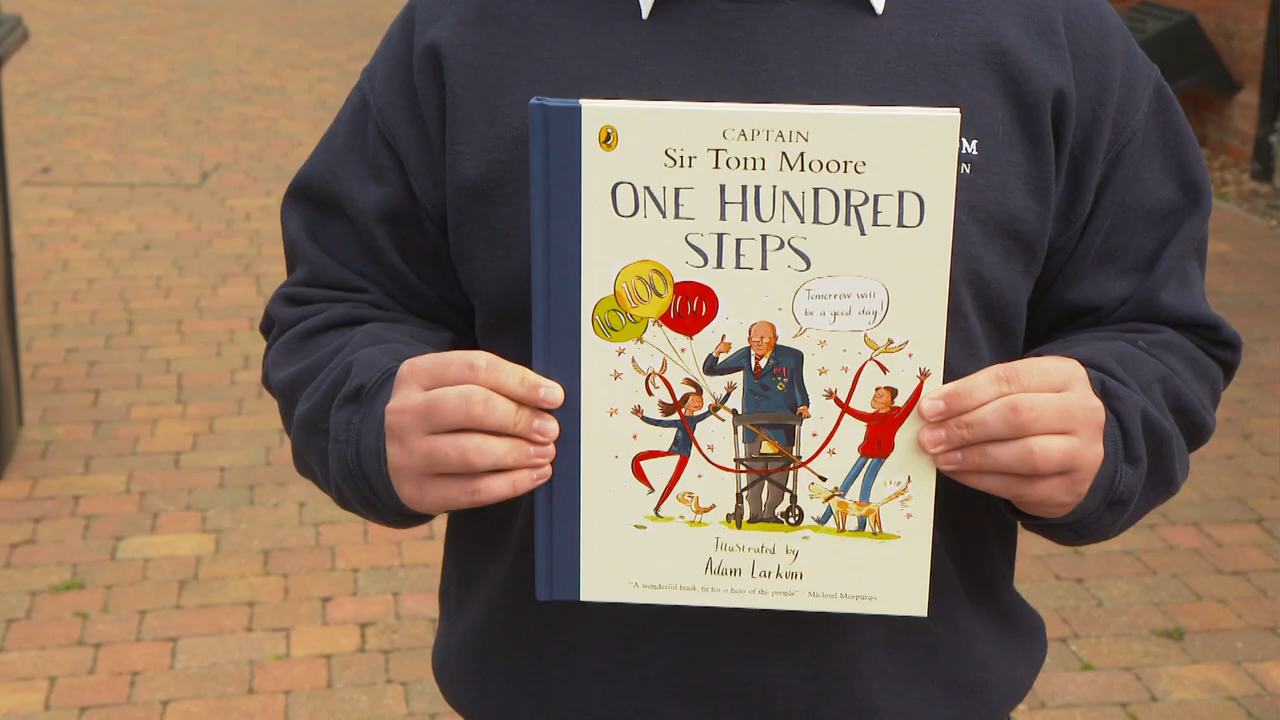 CAPTAIN
Sir Tom Moore
ONE HUNDRED
STEPS
100
100
100
Tomorrow will
be a good day!
Illustrated by
Adam Larkum
"A wonderful book, fit for a hero of the people" - Michael Morpurgo
M
N